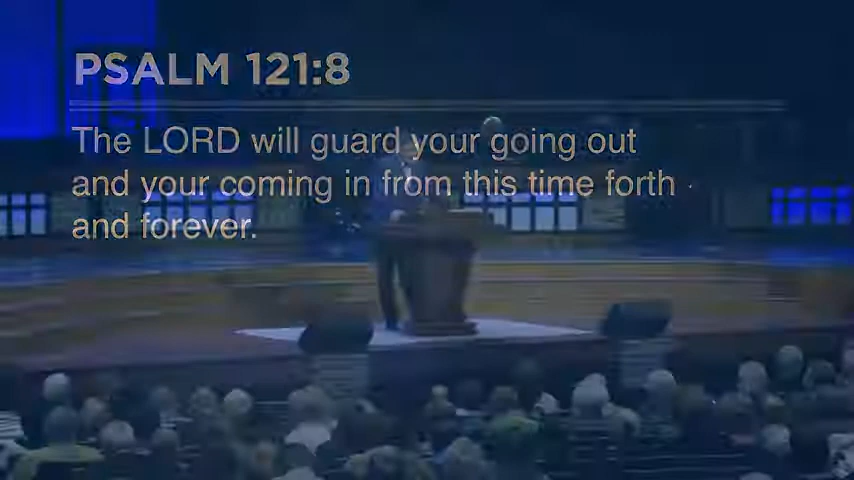 PSALM 121:8
The LORD will guard your going out
and your coming in from this time forth
and forever.